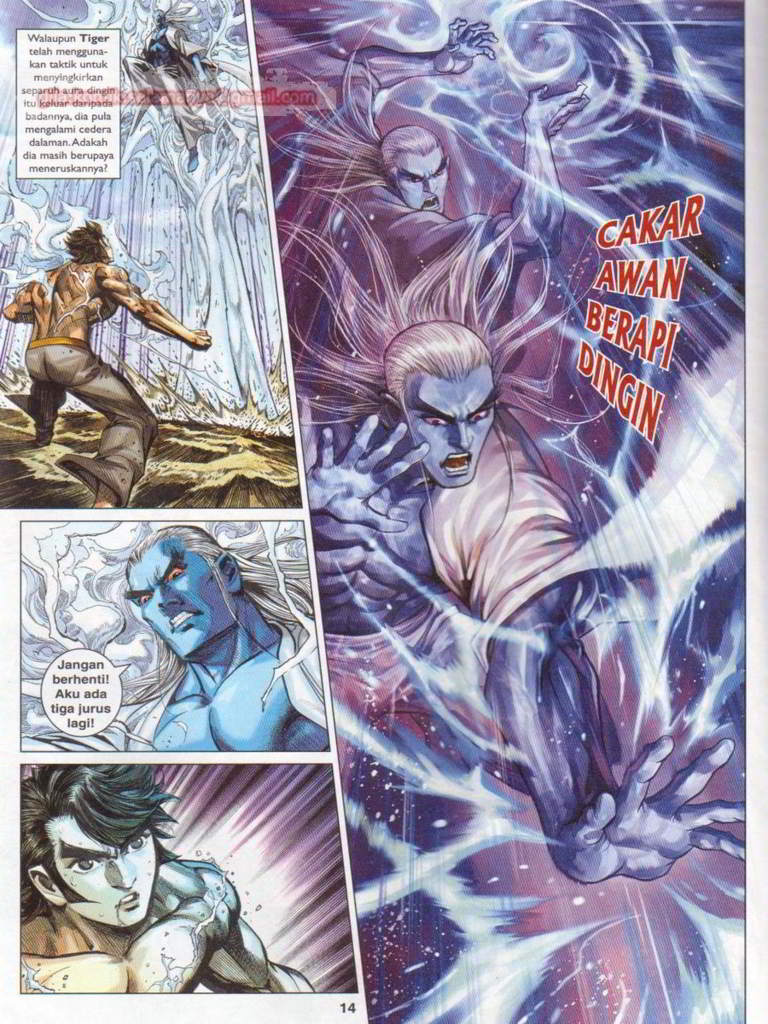 Walaupun Tiger
telah mengguna-
kan taktik untuk
menyingkirkan
separuh aura dingin
itu keluar daripada
badannya, dia pula
mengalami cedera
dalaman. Adakah
dia masih berupaya
meneruskannya?
CAKAR
AWAN
BERAPI
DINGIN
Jangan
berhenti!
Aku ada
tiga jurus
lagi!
14